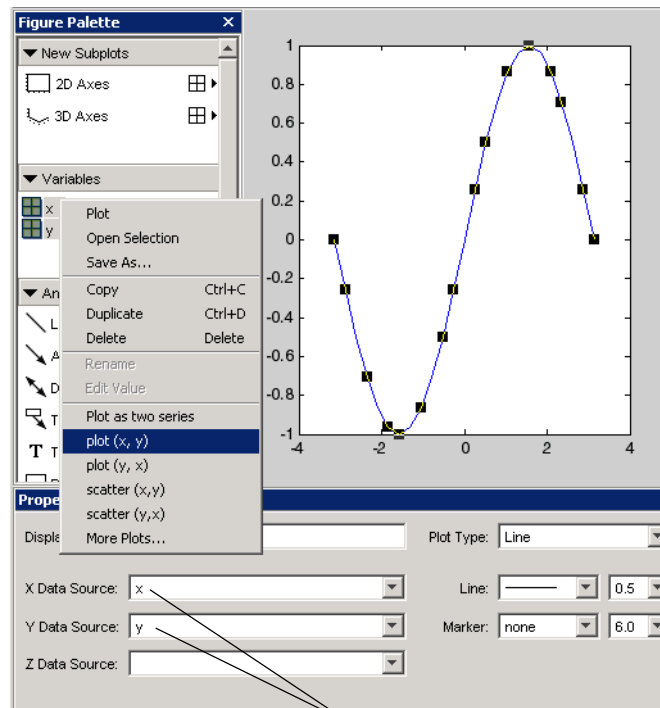 Figure Palette X
New Subplots
2D Axes
3D Axes
Variables
x
y
Plot
Open Selection
Save As...
Copy Ctrl+C
Duplicate Ctrl+D
Delete Delete
Rename
Edit Value
Plot as two series
plot (x, y)
plot (y, x)
scatter (x,y)
scatter (y,x)
More Plots...
An
L
A
D
T
T T
1
0.8
0.6
0.4
0.2
0
-0.2
-0.4
-0.6
-0.8
-1
-4 -2 0 2 4
Prope
Displa
Plot Type: Line
X Data Source: x
Line: 0.5
Y Data Source: y
Marker: none 6.0
Z Data Source: